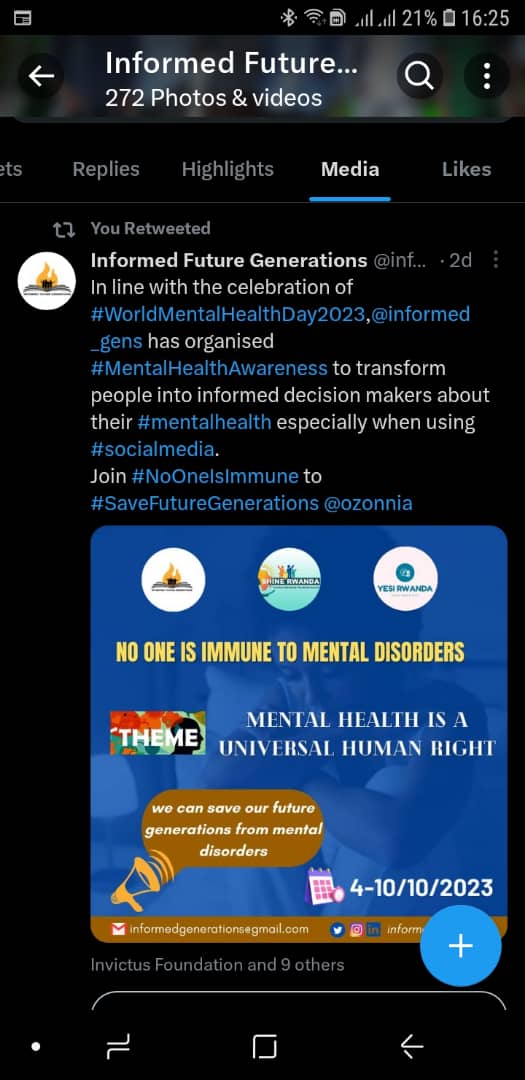 21% 16:25
Informed Future...
272 Photos & videos
ets Replies Highlights Media Likes
You Retweeted
Informed Future Generations @inf... · 2d
In line with the celebration of
#WorldMentalHealthDay2023,@informed
_gens has organised
#MentalHealthAwareness to transform
people into informed decision makers about
their #mentalhealth especially when using
#socialmedia.
Join #NoOneIsImmune to
#SaveFutureGenerations @ozonnia
SHINE RWANDA
YESI RWANDA
NO ONE IS IMMUNE TO MENTAL DISORDERS
THEME
MENTAL HEALTH IS A
UNIVERSAL HUMAN RIGHT
we can save our future
generations from mental
disorders
4-10/10/2023
informedgenerations@gmail.com
inform
Invictus Foundation and 9 others